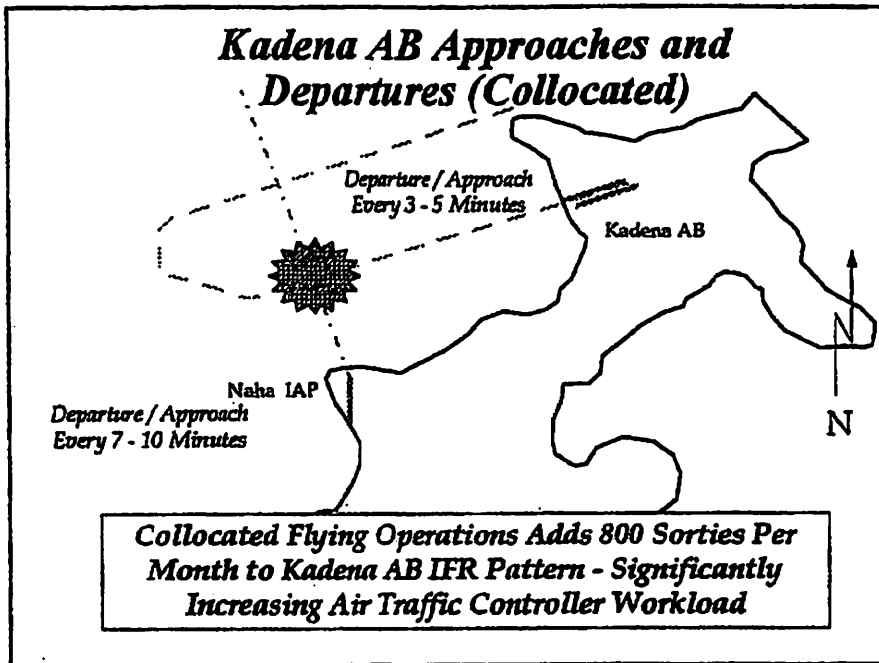 Kadena AB Approaches and
Departures (Collocated)
Departure / Approach
Every 3 - 5 Minutes
Kadena AB
N
N
Naha IAP
Departure / Approach
Every 7 - 10 Minutes
Collocated Flying Operations Adds 800 Sorties Per
Month to Kadena AB IFR Pattern - Significantly
Increasing Air Traffic Controller Workload